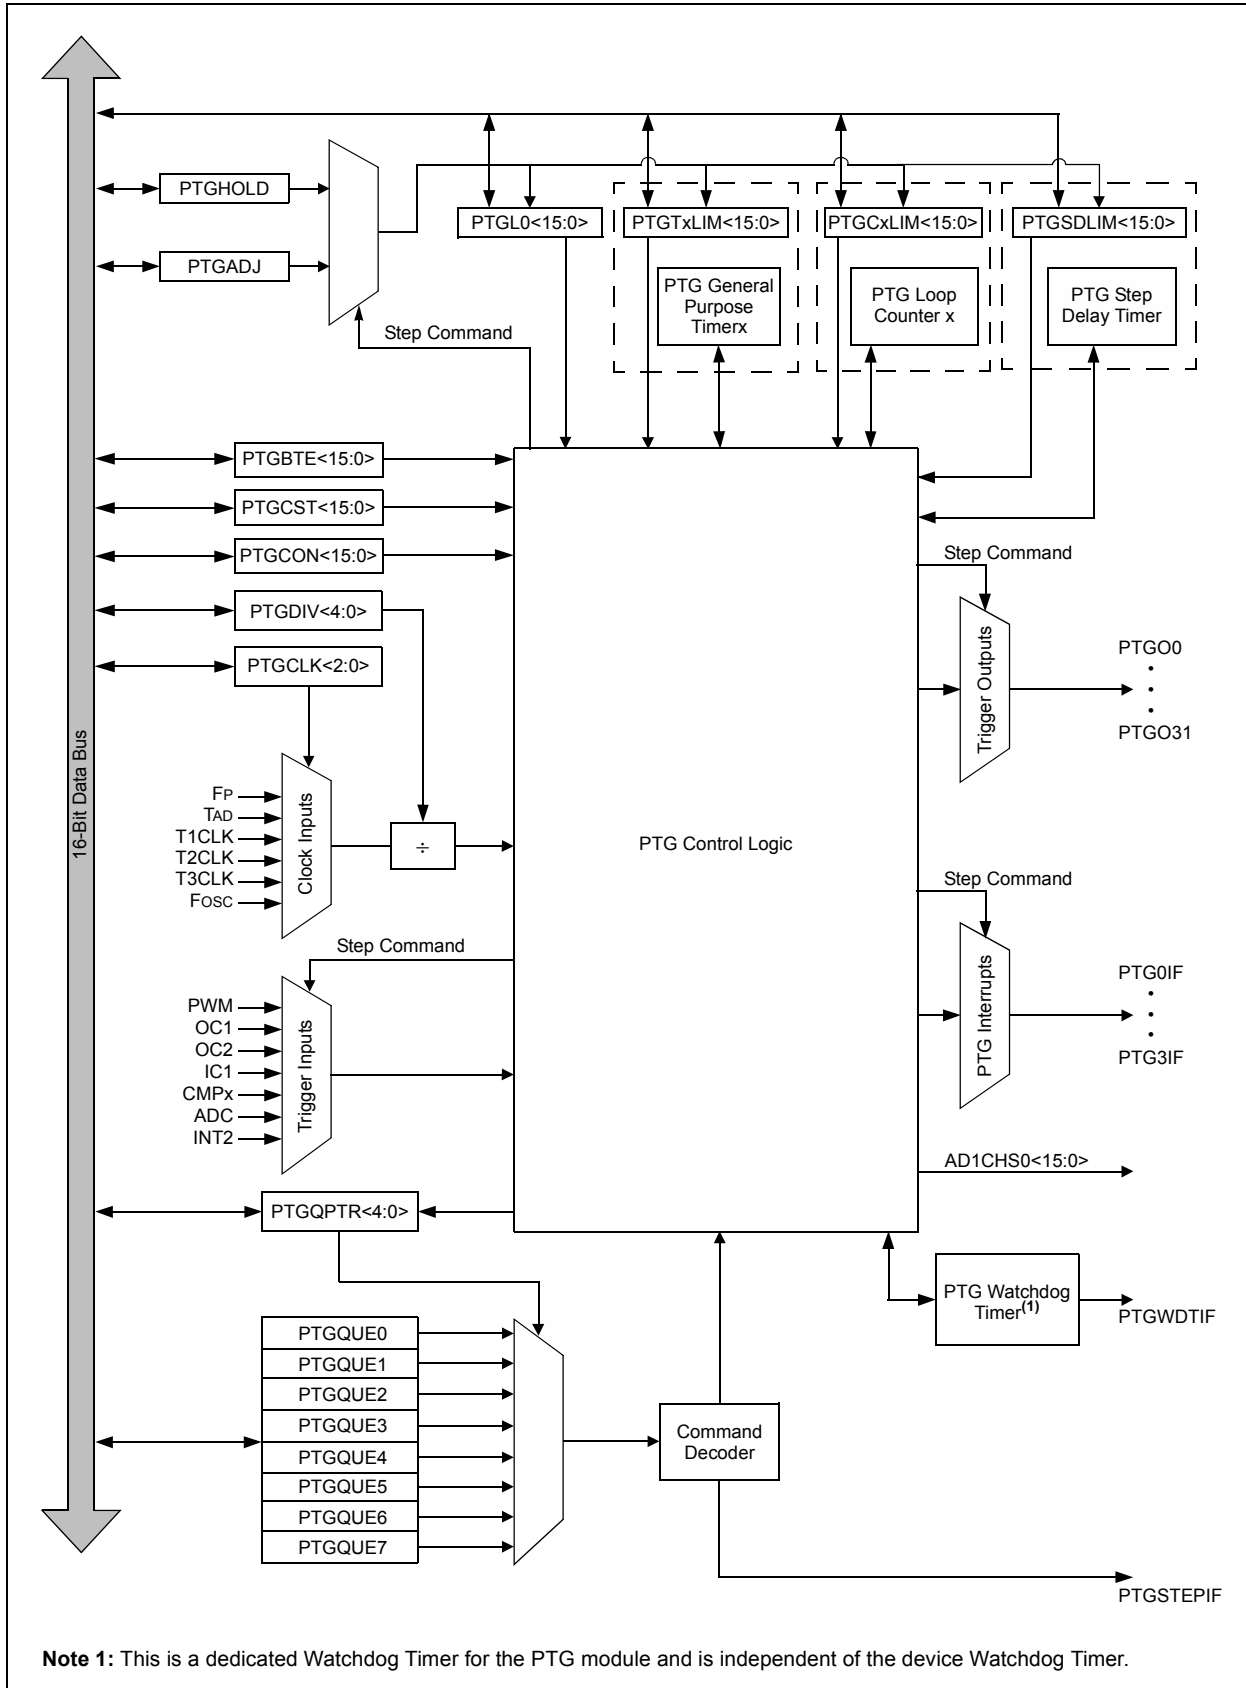 PTGHOLD
PTGL0<15:0>
PTGTxLIM<15:0>
PTGCxLIM<15:0>
PTGSDLIM<15:0>
PTGADJ
PTG General
Purpose
Timerx
PTG Loop
Counter x
PTG Step
Delay Timer
Step Command
PTGBTE<15:0>
PTGCST<15:0>
PTGCON<15:0>
PTGDIV<4:0>
PTGCLK<2:0>
16-Bit Data Bus
FP
TAD
T1CLK
T2CLK
T3CLK
FOSC
Clock Inputs
÷
PTG Control Logic
Step Command
Trigger Outputs
PTGO0
•
•
•
PTGO31
Step Command
PTG Interrupts
PTG0IF
•
•
•
PTG3IF
Step Command
PWM
OC1
OC2
IC1
CMPx
ADC
INT2
Trigger Inputs
AD1CHS0<15:0>
PTGQPTR<4:0>
PTG Watchdog
Timer(1)
PTGWDTIF
PTGQUE0
PTGQUE1
PTGQUE2
PTGQUE3
PTGQUE4
PTGQUE5
PTGQUE6
PTGQUE7
Command
Decoder
PTGSTEPIF
Note 1: This is a dedicated Watchdog Timer for the PTG module and is independent of the device Watchdog Timer.